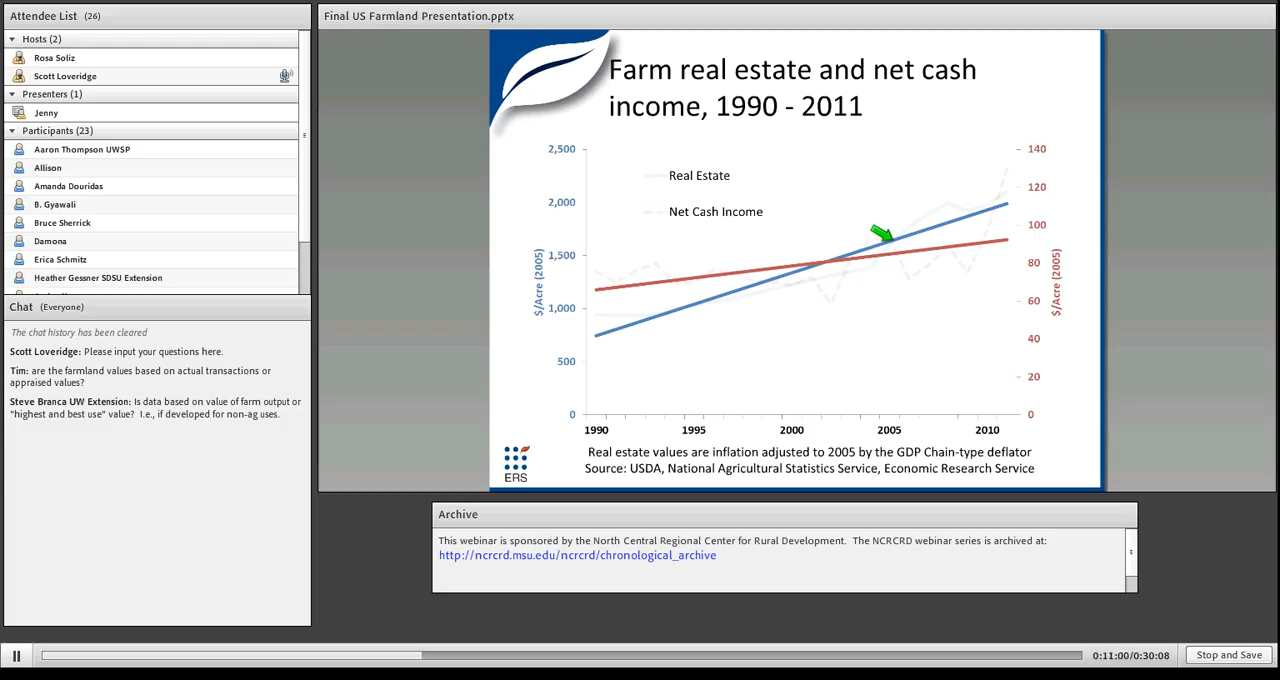 Attendee List (26)
Hosts (2)
Rosa Soliz
Scott Loveridge
Presenters (1)
Jenny
Participants (23)
Aaron Thompson UWSP
Allison
Amanda Douridas
B. Gyawali
Bruce Sherrick
Damona
Erica Schmitz
Heather Gessner SDSU Extension
Chat (Everyone)
The chat history has been cleared
Scott Loveridge: Please input your questions here.
Tim: are the farmland values based on actual transactions or
appraised values?
Steve Branca UW Extension: Is data based on value of farm output or
"highest and best use" value? I.e., if developed for non-ag uses.
Final US Farmland Presentation.pptx
Farm real estate and net cash
income, 1990 - 2011
2,500
2,000
1,500
1,000
500
0
$/Acre (2005)
Real Estate
Net Cash Income
140
120
100
80
60
40
20
0
$/Acre (2005)
1990 1995 2000 2005 2010
Real estate values are inflation adjusted to 2005 by the GDP Chain-type deflator
Source: USDA, National Agricultural Statistics Service, Economic Research Service
ERS
Archive
This webinar is sponsored by the North Central Regional Center for Rural Development. The NCRCRD webinar series is archived at:
http://ncrcrd.msu.edu/ncrcrd/chronological_archive
0:11:00/0:30:08
Stop and Save